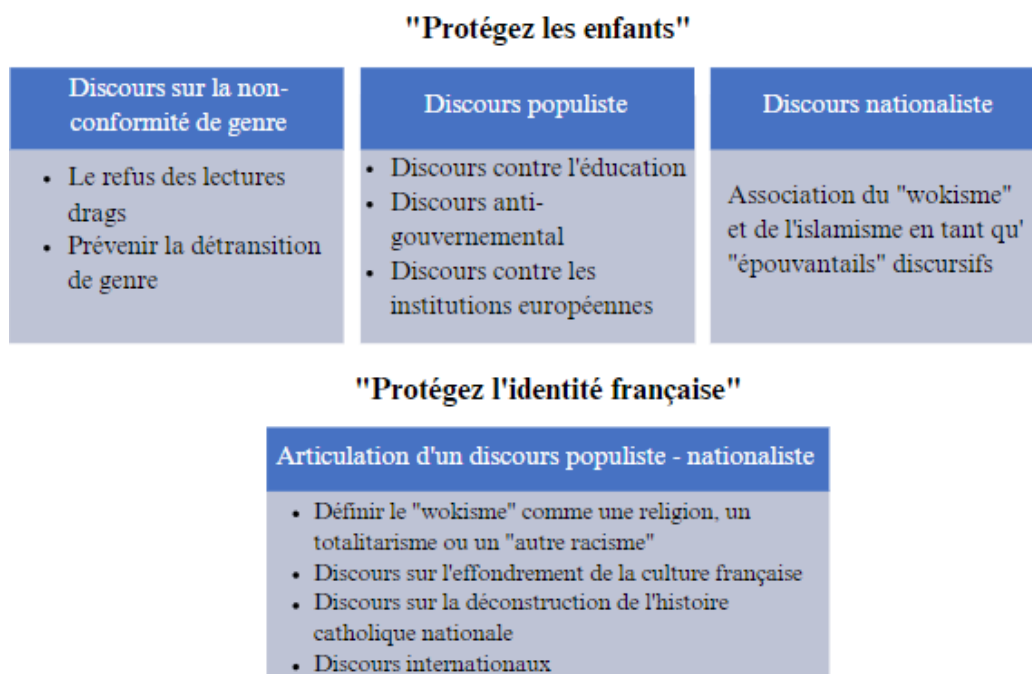 "Protégez les enfants"
Discours sur la non-
conformité de genre
• Le refus des lectures
drags
• Prévenir la détransition
de genre
Discours populiste
• Discours contre l'éducation
• Discours anti-
gouvernemental
• Discours contre les
institutions européennes
Discours nationaliste
Association du "wokisme"
et de l'islamisme en tant qu'
"épouvantails" discursifs
"Protégez l'identité française"
Articulation d'un discours populiste - nationaliste
• Définir le "wokisme" comme une religion, un
totalitarisme ou un "autre racisme"
• Discours sur l'effondrement de la culture française
• Discours sur la déconstruction de l'histoire
catholique nationale
• Discours internationaux